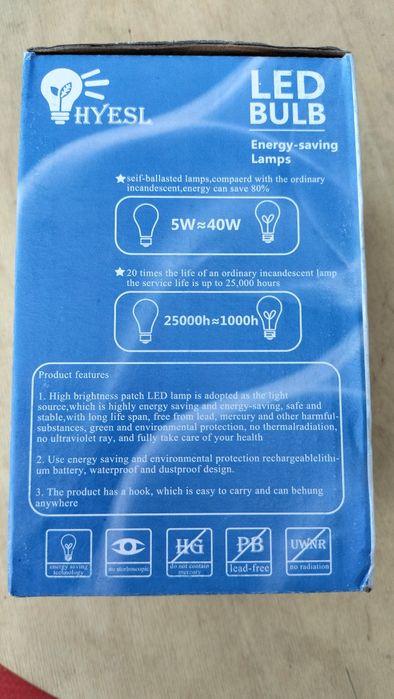 HYESL
LED
BULB
Energy-saving
Lamps
★seif-ballasted lamps,compaerd with the ordinary
incandescent,energy can save 80%
5W≈40W
★20 times the life of an ordinary incandescent lamp
the service life is up to 25,000 hours
25000h≈1000h
Product features
1. High brightness patch LED lamp is adopted as the light
source,which is highly energy saving and energy-saving, safe and
stable,with long life span, free from lead, mercury and other harmful-
substances, green and environmental protection, no thermalradiation,
no ultraviolet ray, and fully take care of your health
2. Use energy saving and environmental protection rechargeablelithi-
um battery, waterproof and dustproof design.
3. The product has a hook, which is easy to carry and can behung
anywhere
HG
PB
UWNR
energy saving
technology
no storboscopic
do not contain
mercury
lead-free
no radiation